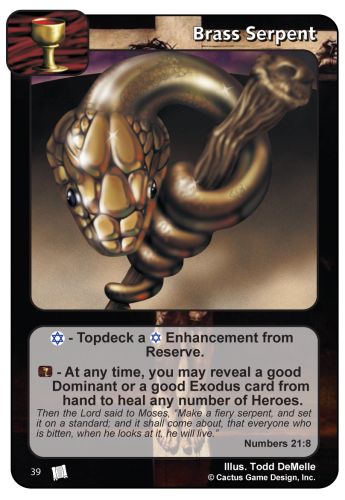 Brass Serpent
- Topdeck a Enhancement from
Reserve.
- At any time, you may reveal a good
Dominant or a good Exodus card from
hand to heal any number of Heroes.
Then the Lord said to Moses, "Make a fiery serpent, and set
it on a standard; and it shall come about, that everyone who
is bitten, when he looks at it, he will live."
Numbers 21:8
39
Illus. Todd DeMelle
© Cactus Game Design, Inc.